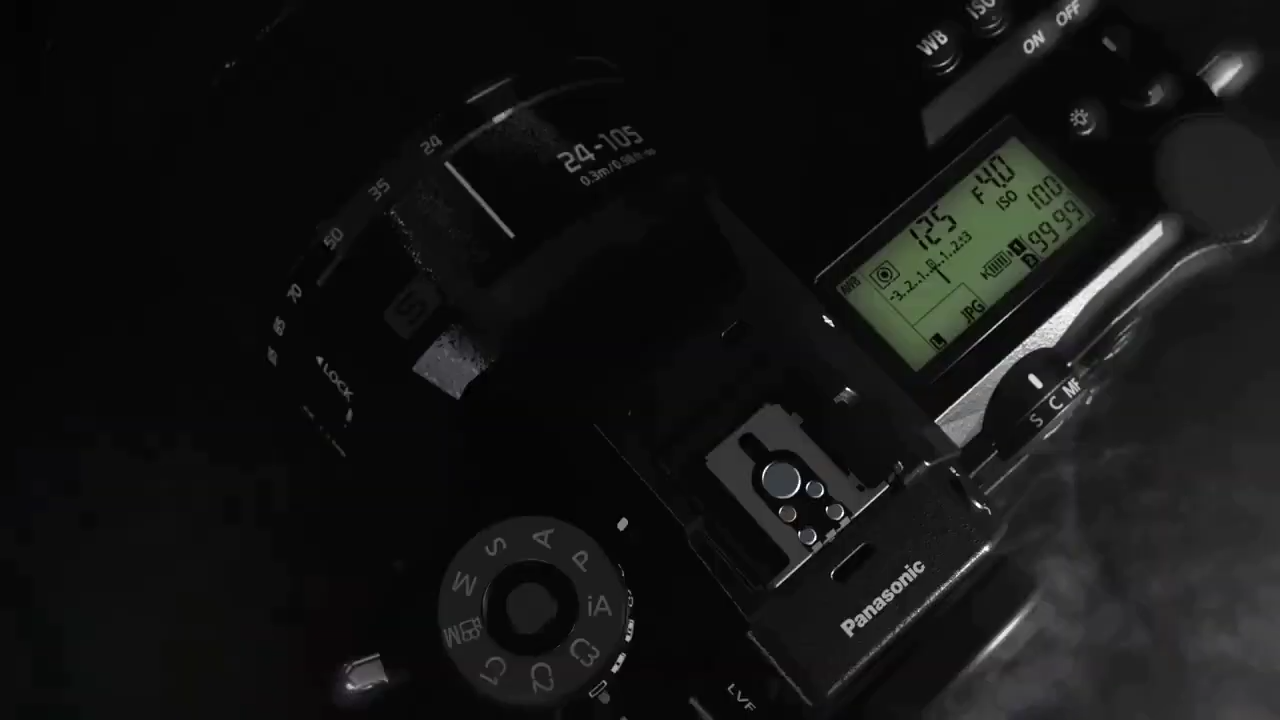 WB
ISO
ON OFF
24-105
0.3m/0.98ft-∞
24
35
50
70
85
LOCK
125 F4.0
ISO 100
AWB
-3..2..1..0..1..2..+3
9999
L
JPG
S C MF
Panasonic
iA
P
A
S
M
M
C1
C2
C3
LVF